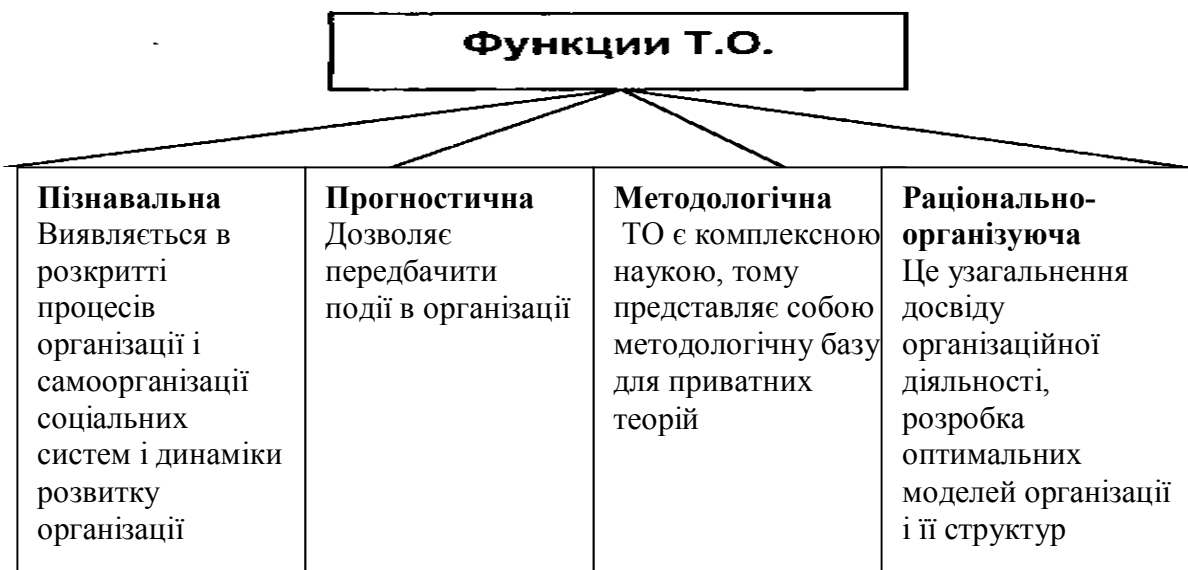 Функции Т.О.
Пізнавальна
Виявляється в
розкритті
процесів
організації і
самоорганізації
соціальних
систем і динаміки
розвитку
організації
Прогностична
Дозволяє
передбачити
події в організації
Методологічна
ТО є комплексною
наукою, тому
представляє собою
методологічну базу
для приватних
теорій
Раціонально-
організуюча
Це узагальнення
досвіду
організаційної
діяльності,
розробка
оптимальних
моделей організації
і її структур